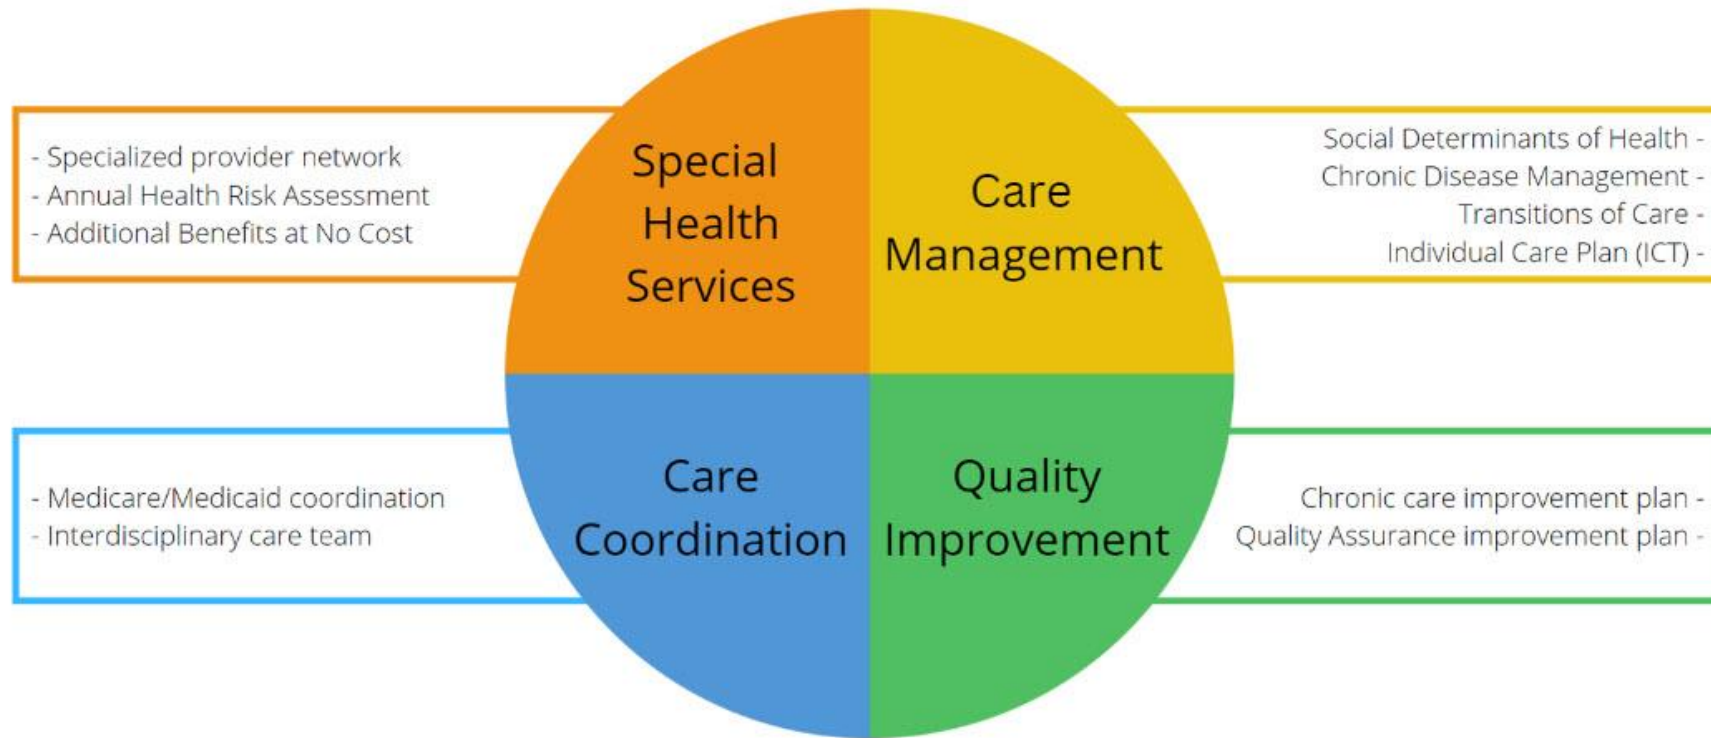 - Specialized provider network
- Annual Health Risk Assessment
- Additional Benefits at No Cost
Special
Health
Services
Care
Management
Social Determinants of Health -
Chronic Disease Management -
Transitions of Care -
Individual Care Plan (ICT) -
- Medicare/Medicaid coordination
- Interdisciplinary care team
Care
Coordination
Quality
Improvement
Chronic care improvement plan -
Quality Assurance improvement plan -